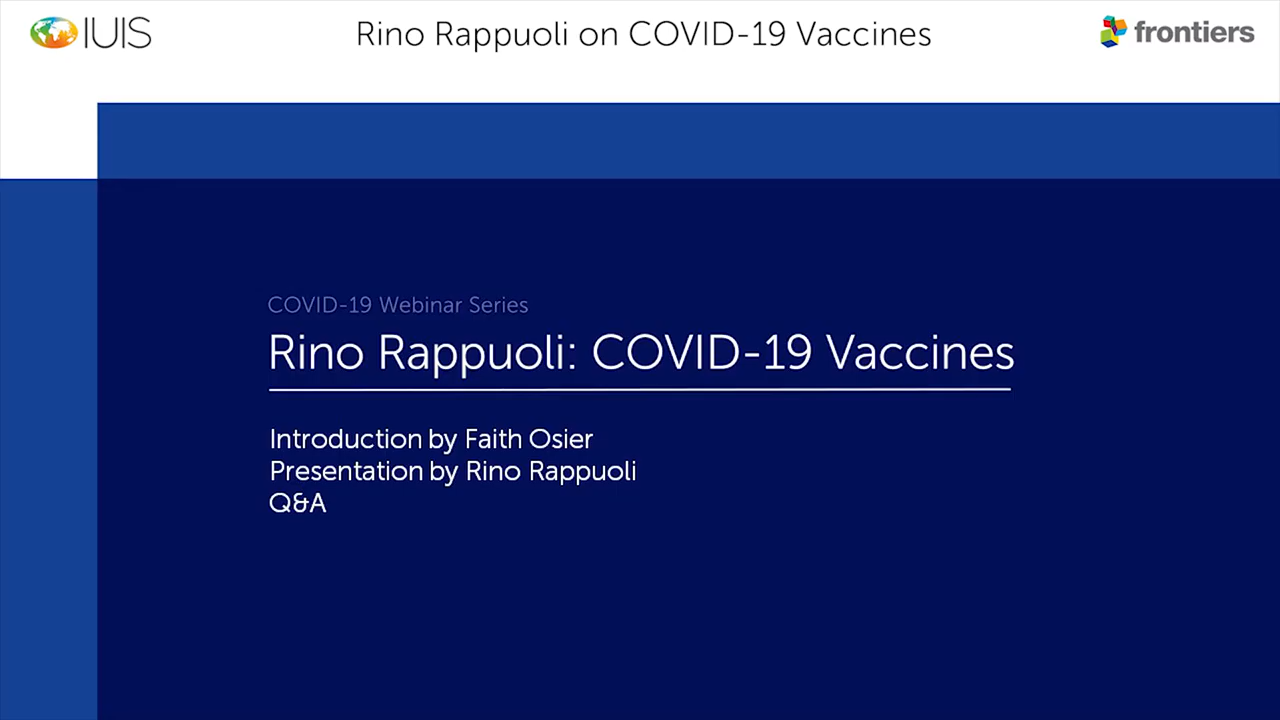 IUIS
Rino Rappuoli on COVID-19 Vaccines
frontiers
COVID-19 Webinar Series
Rino Rappuoli: COVID-19 Vaccines
Introduction by Faith Osier
Presentation by Rino Rappuoli
Q&A